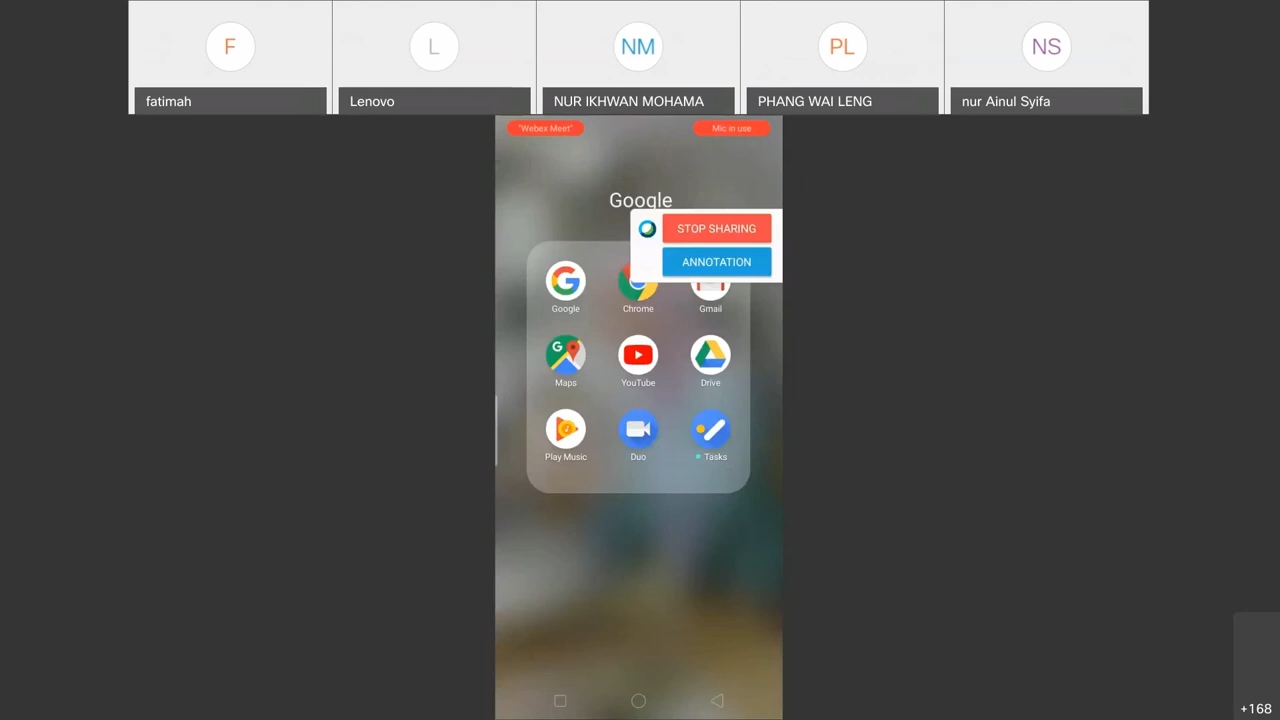 F
L
NM
PL
NS
fatimah
Lenovo
NUR IKHWAN MOHAMA
PHANG WAI LENG
nur Ainul Syifa
"Webex Meet"
Mic in use
Google
STOP SHARING
ANNOTATION
Google
Chrome
Gmail
Maps
YouTube
Drive
Play Music
Duo
Tasks
+168